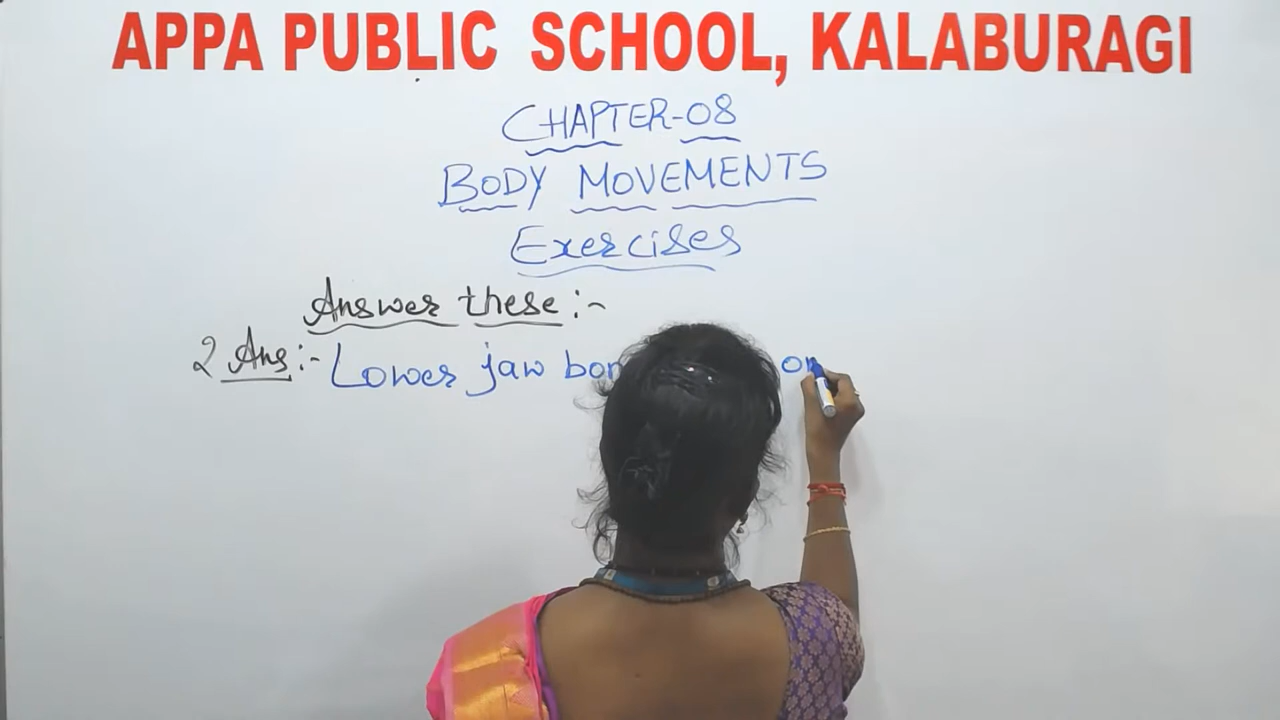 APPA PUBLIC SCHOOL, KALABURAGI
CHAPTER-08
BODY MOVEMENTS
Exercises
Answer these :-
2 Ans :- Lower jaw